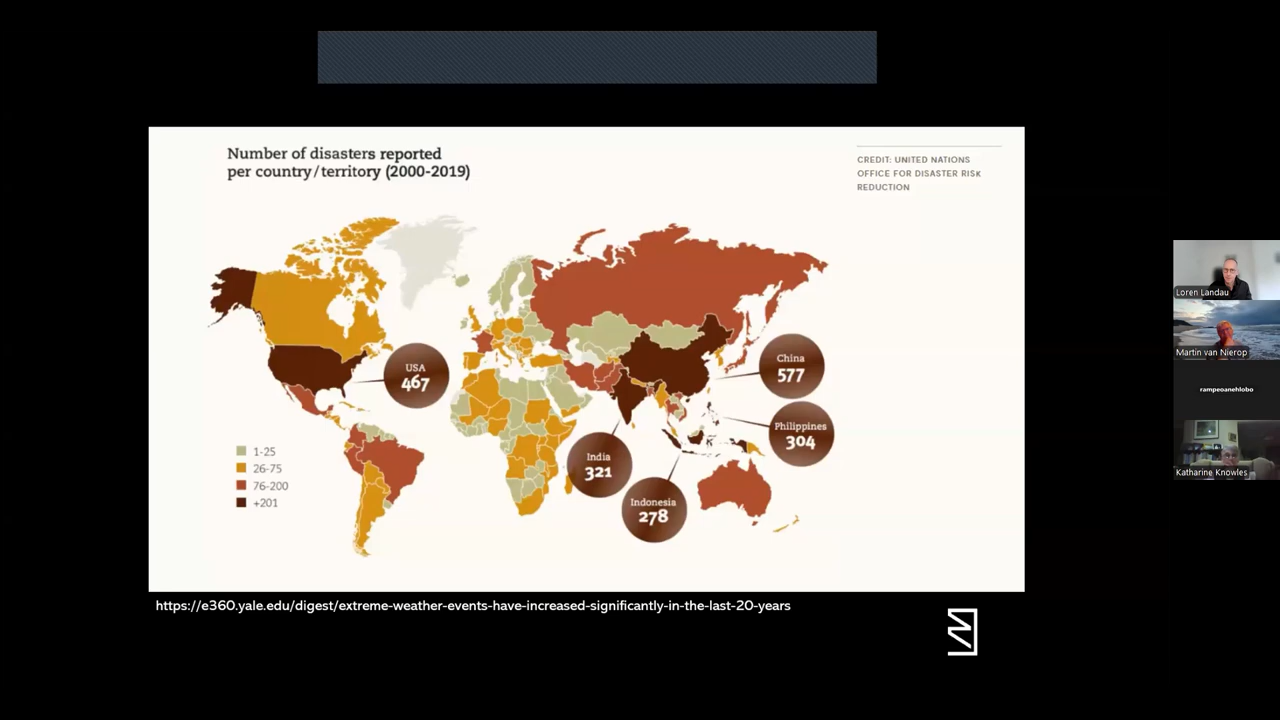 Number of disasters reported
per country/territory (2000-2019)
CREDIT: UNITED NATIONS
OFFICE FOR DISASTER RISK
REDUCTION
USA
467
China
577
Philippines
304
India
321
Indonesia
278
1-25
26-75
76-200
+201
https://e360.yale.edu/digest/extreme-weather-events-have-increased-significantly-in-the-last-20-years
Loren Landau
Martin van Nierop
rampeoanehlobo
Katharine Knowles